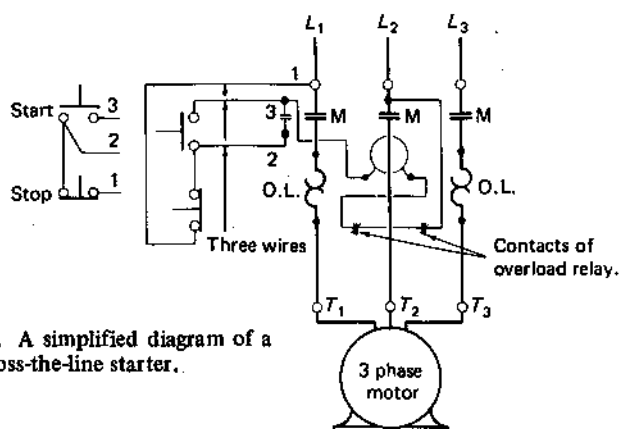 L1 L2 L3
1
Start 3
2
Stop 1
3
2
M M M
O.L. O.L.
Three wires
Contacts of
overload relay.
T1 T2 T3
. A simplified diagram of a
oss-the-line starter.
3 phase
motor